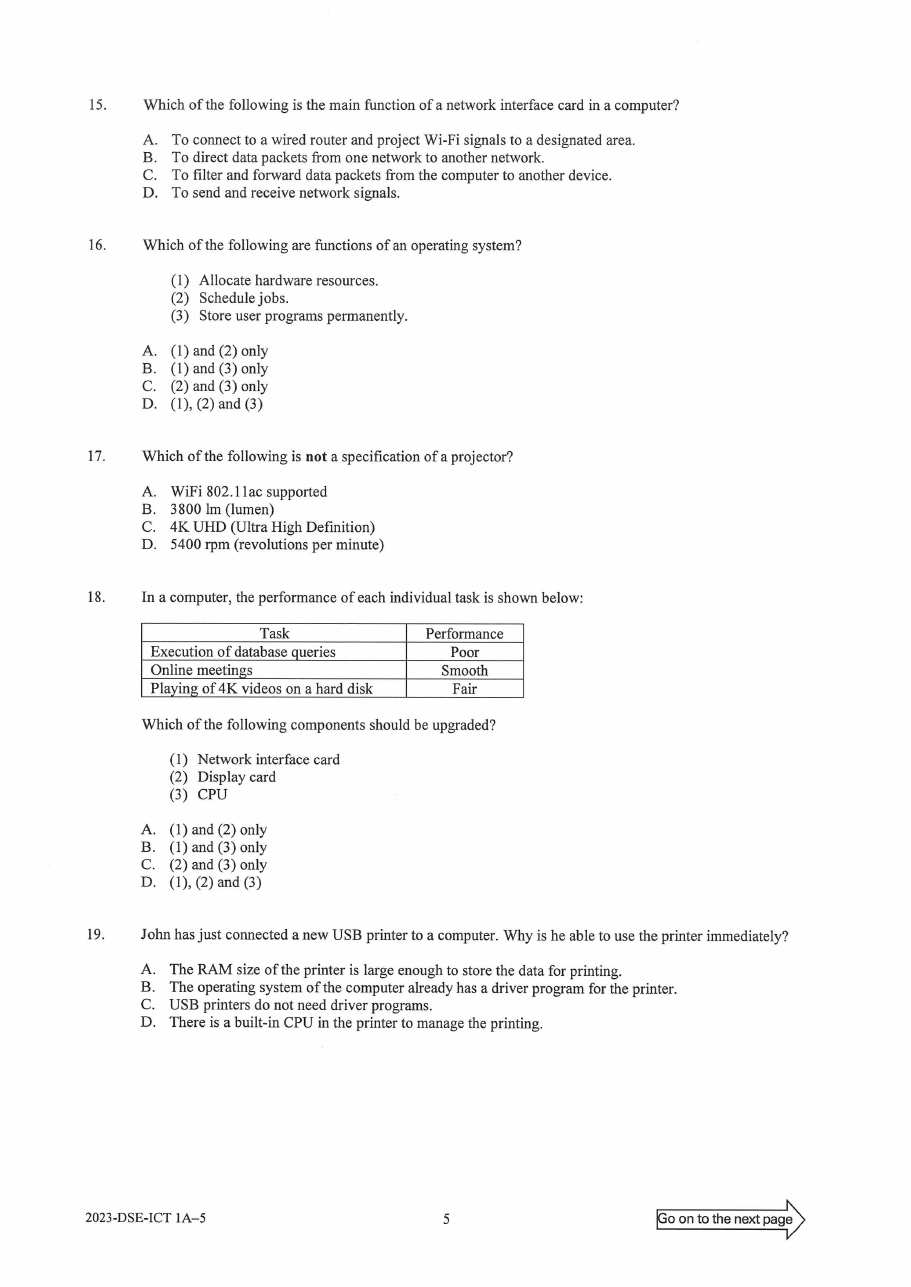 15. Which of the following is the main function of a network interface card in a computer?
A. To connect to a wired router and project Wi-Fi signals to a designated area.
B. To direct data packets from one network to another network.
C. To filter and forward data packets from the computer to another device.
D. To send and receive network signals.
16. Which of the following are functions of an operating system?
(1) Allocate hardware resources.
(2) Schedule jobs.
(3) Store user programs permanently.
A. (1) and (2) only
B. (1) and (3) only
C. (2) and (3) only
D. (1), (2) and (3)
17. Which of the following is not a specification of a projector?
A. WiFi 802.11ac supported
B. 3800 lm (lumen)
C. 4K UHD (Ultra High Definition)
D. 5400 rpm (revolutions per minute)
18. In a computer, the performance of each individual task is shown below:
Task Performance
Execution of database queries Poor
Online meetings Smooth
Playing of 4K videos on a hard disk Fair
Which of the following components should be upgraded?
(1) Network interface card
(2) Display card
(3) CPU
A. (1) and (2) only
B. (1) and (3) only
C. (2) and (3) only
D. (1), (2) and (3)
19. John has just connected a new USB printer to a computer. Why is he able to use the printer immediately?
A. The RAM size of the printer is large enough to store the data for printing.
B. The operating system of the computer already has a driver program for the printer.
C. USB printers do not need driver programs.
D. There is a built-in CPU in the printer to manage the printing.
2023-DSE-ICT 1A–5 5 Go on to the next page